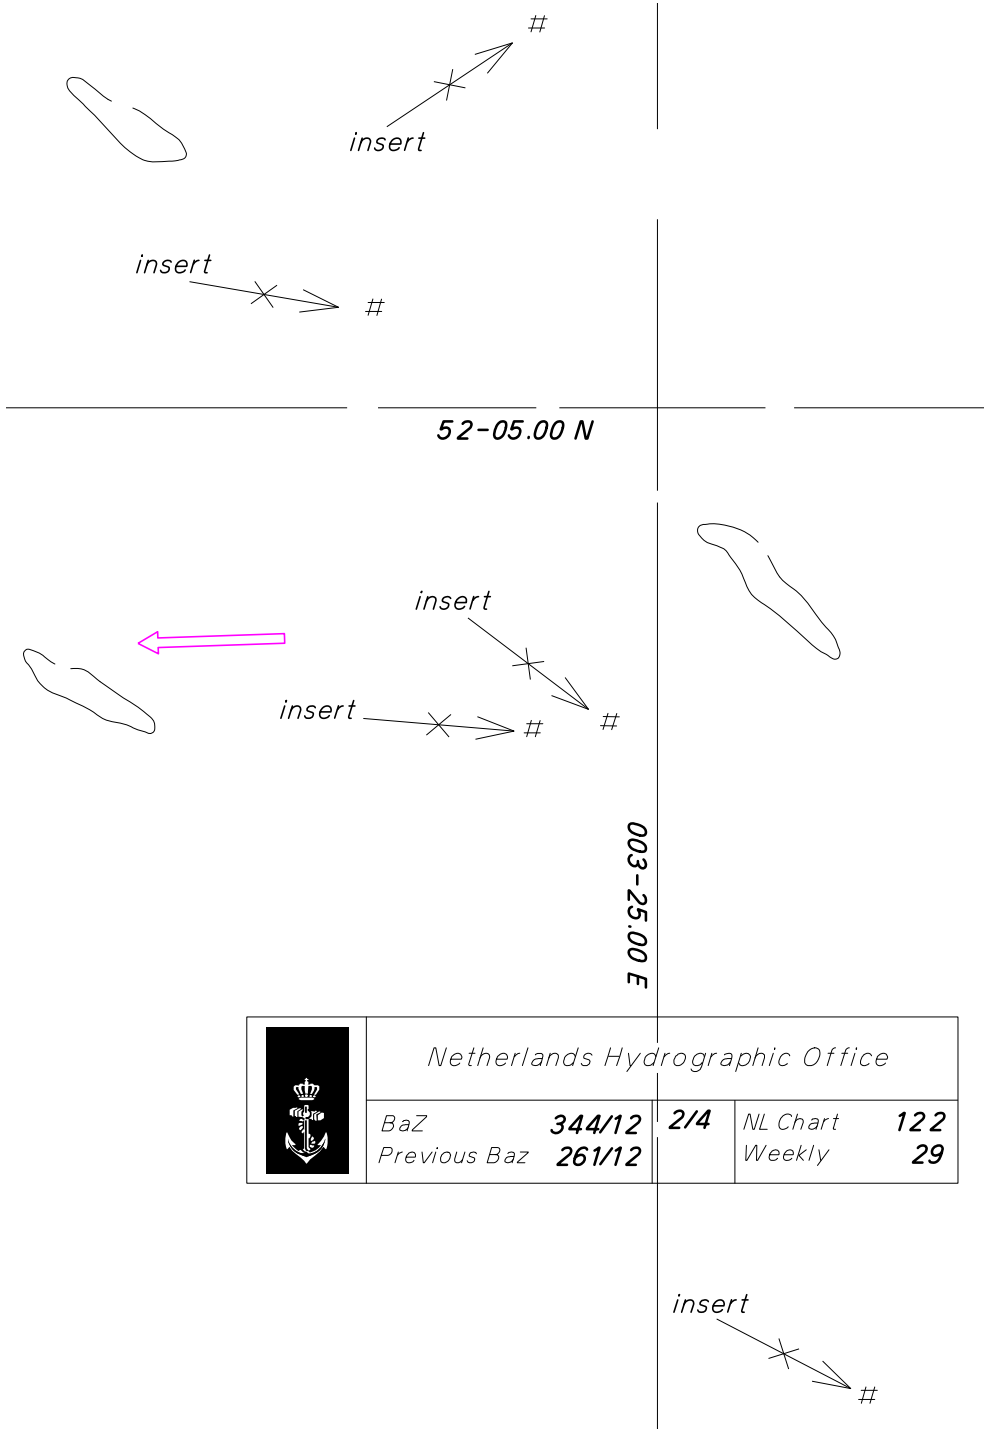 #
insert
insert
#
52-05.00 N
insert
insert
#
#
003-25.00 E
Netherlands Hydrographic Office
BaZ 344/12 2/4 NL Chart 122
Previous Baz 261/12 Weekly 29
insert
#